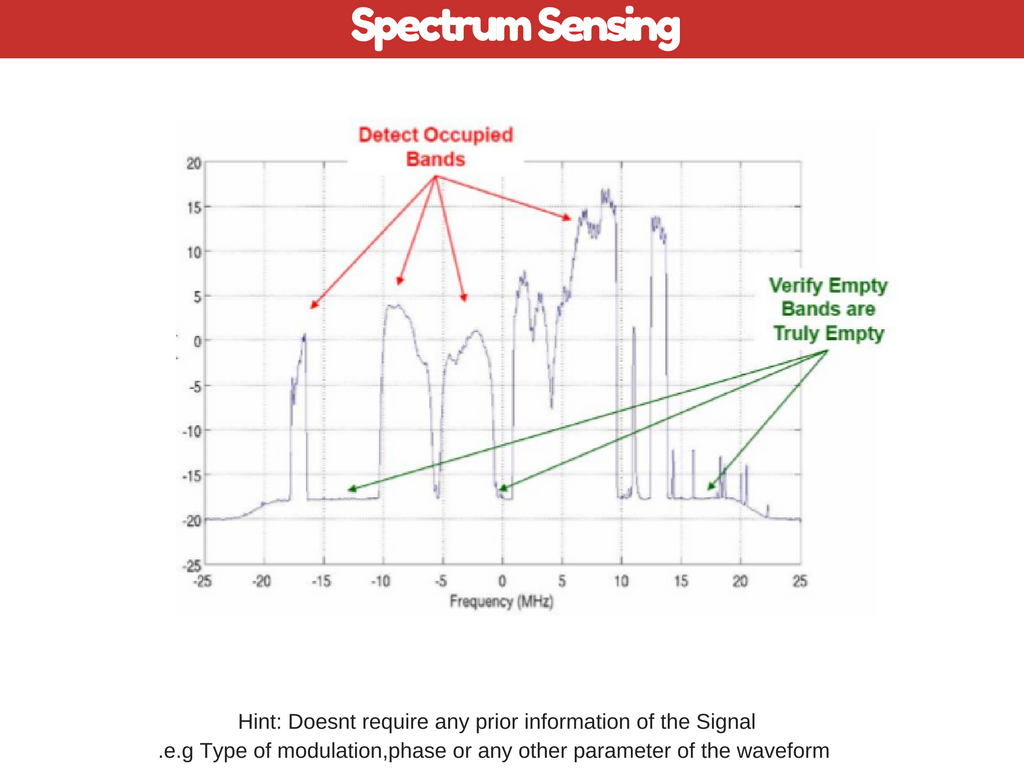 Spectrum Sensing
Detect Occupied
Bands
Verify Empty
Bands are
Truly Empty
20
15
10
5
0
-5
-10
-15
-20
-25
-25
-20
-15
-10
-5
0
5
10
15
20
25
Frequency (MHz)
Hint: Doesnt require any prior information of the Signal
.e.g Type of modulation,phase or any other parameter of the waveform